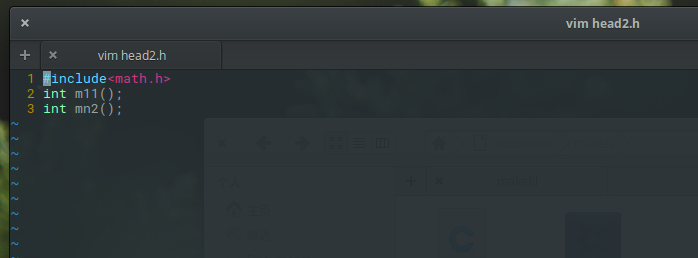 vim head2.h
vim head2.h
1 #include<math.h>
2 int m11();
3 int mn2();
~
~
~
~
~
~
~
~
~